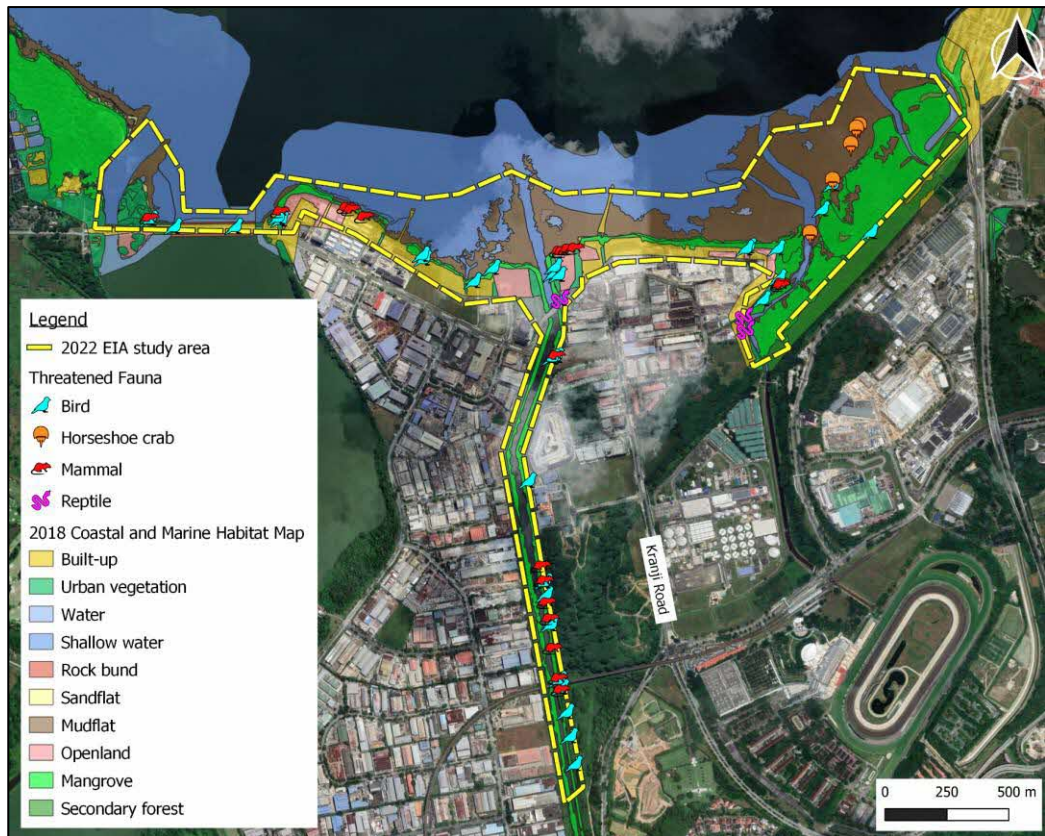 Legend
2022 EIA study area
Threatened Fauna
Bird
Horseshoe crab
Mammal
Reptile
2018 Coastal and Marine Habitat Map
Built-up
Urban vegetation
Water
Shallow water
Rock bund
Sandflat
Mudflat
Openland
Mangrove
Secondary forest
Kranji Road
0 250 500 m